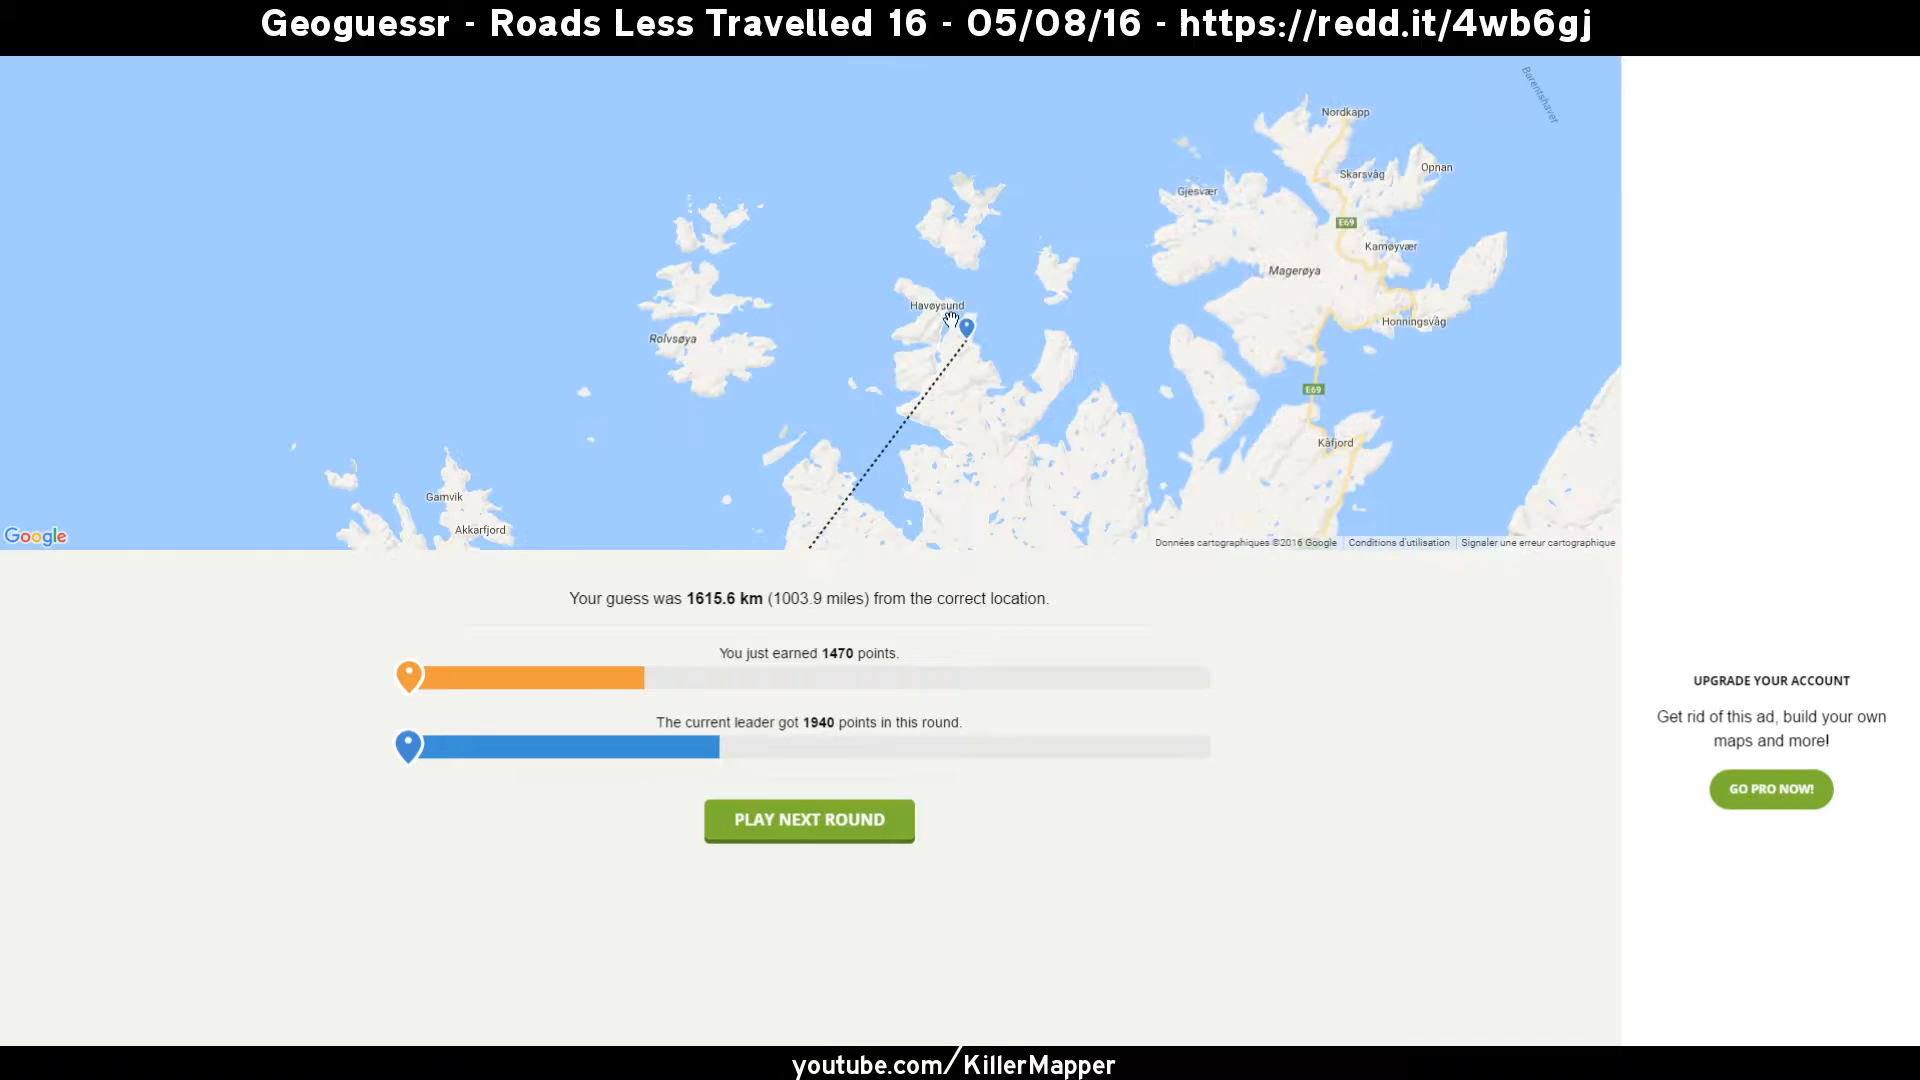 Geoguessr - Roads Less Travelled 16 - 05/08/16 - https://redd.it/4wb6gj
Barentshavet
Nordkapp
Opnan
Skarsvåg
Gjesvær
E69
Kamøyvær
Magerøya
Havøysund
Honningsvåg
Rolvsøya
E69
Kåfjord
Gamvik
Akkarfjord
Google
Données cartographiques ©2016 Google
Conditions d'utilisation
Signaler une erreur cartographique
Your guess was 1615.6 km (1003.9 miles) from the correct location.
You just earned 1470 points.
The current leader got 1940 points in this round.
PLAY NEXT ROUND
UPGRADE YOUR ACCOUNT
Get rid of this ad, build your own
maps and more!
GO PRO NOW!
youtube.com/KillerMapper